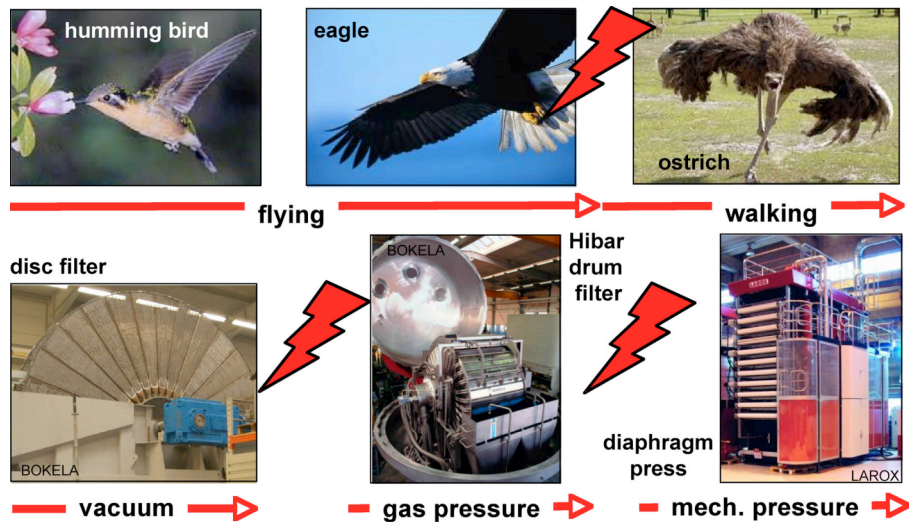 humming bird
eagle
ostrich
flying
walking
disc filter
BOKELA
vacuum
BOKELA
Hibar
drum
filter
gas pressure
LAROX
diaphragm
press
LAROX
mech. pressure